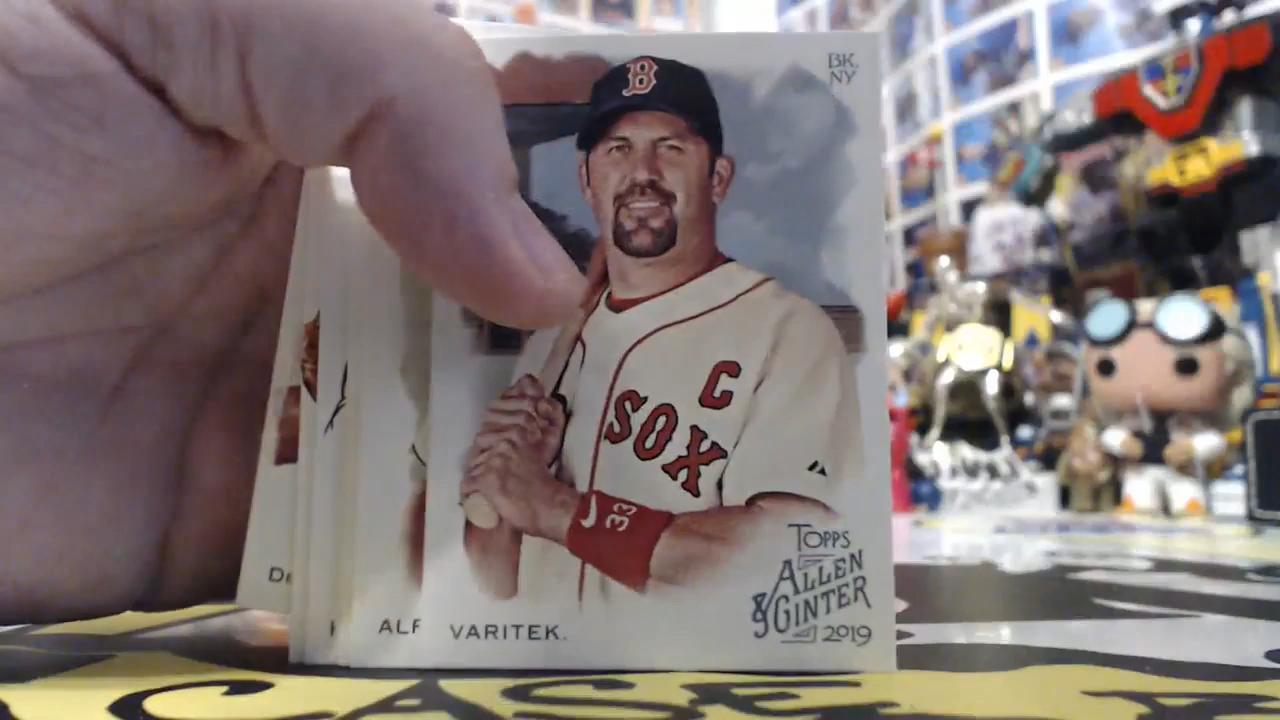 B
BK,
NY
C
SOX
33
TOPPS
ALLEN
& GINTER
2019
ALF
VARITEK.
CASE